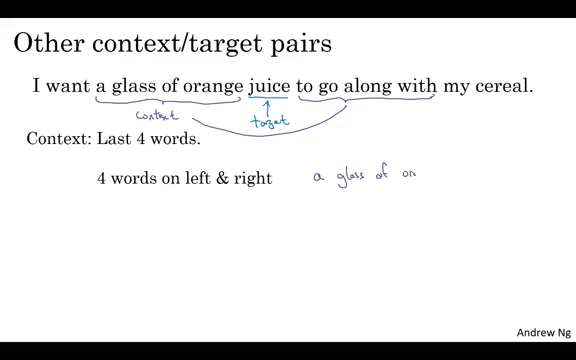 Other context/target pairs
I want a glass of orange juice to go along with my cereal.
context
target
Context: Last 4 words.
4 words on left & right a glass of or
Andrew Ng